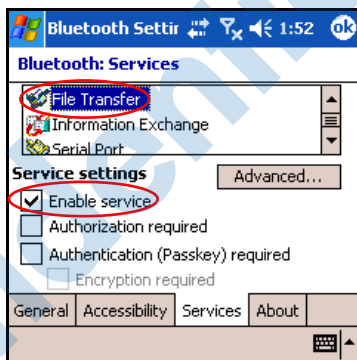 Bluetooth Settir 1:52 ok
Bluetooth: Services
File Transfer
Information Exchange
Serial Port
Service settings Advanced...
Enable service
Authorization required
Authentication (Passkey) required
Encryption required
General Accessibility Services About